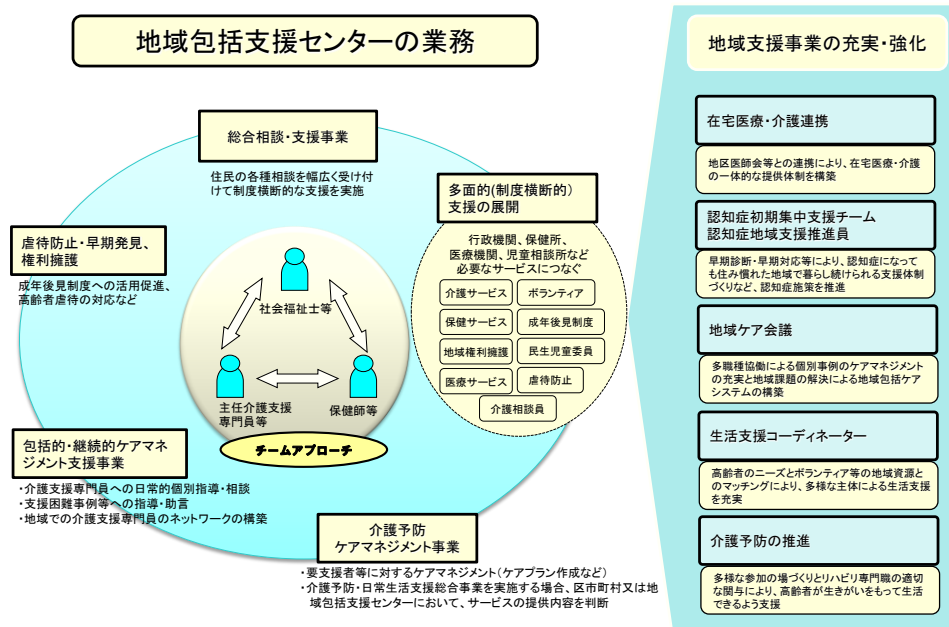 地域包括支援センターの業務
総合相談・支援事業
住民の各種相談を幅広く受け付
けて制度横断的な支援を実施
虐待防止・早期発見、
権利擁護
成年後見制度への活用促進、
高齢者虐待の対応など
社会福祉士等
主任介護支援
専門員等
保健師等
チームアプローチ
多面的(制度横断的)
支援の展開
行政機関、保健所、
医療機関、児童相談所など
必要なサービスにつなぐ
介護サービス
ボランティア
保健サービス
成年後見制度
地域権利擁護
民生児童委員
医療サービス
虐待防止
介護相談員
包括的・継続的ケアマネ
ジメント支援事業
・介護支援専門員への日常的個別指導・相談
・支援困難事例等への指導・助言
・地域での介護支援専門員のネットワークの構築
介護予防
ケアマネジメント事業
・要支援者等に対するケアマネジメント(ケアプラン作成など)
・介護予防・日常生活支援総合事業を実施する場合、区市町村又は地
域包括支援センターにおいて、サービスの提供内容を判断
地域支援事業の充実・強化
在宅医療・介護連携
地区医師会等との連携により、在宅医療・介護
の一体的な提供体制を構築
認知症初期集中支援チーム
認知症地域支援推進員
早期診断・早期対応等により、認知症になって
も住み慣れた地域で暮らし続けられる支援体制
づくりなど、認知症施策を推進
地域ケア会議
多職種協働による個別事例のケアマネジメント
の充実と地域課題の解決による地域包括ケア
システムの構築
生活支援コーディネーター
高齢者のニーズとボランティア等の地域資源
とのマッチングにより、多様な主体による生活支援
を充実
介護予防の推進
多様な参加の場づくりとリハビリ専門職の適切
な関与により、高齢者が生きがいをもって生活
できるよう支援